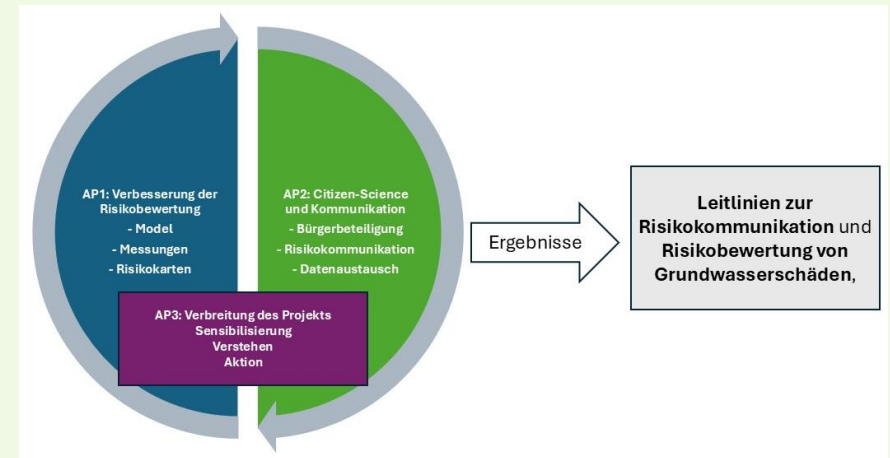 AP1: Verbesserung der
Risikobewertung
- Model
- Messungen
- Risikokarten
AP2: Citizen-Science
und Kommunikation
- Bürgerbeteiligung
- Risikokommunikation
- Datenaustausch
AP3: Verbreitung des Projekts
Sensibilisierung
Verstehen
Aktion
Ergebnisse
Leitlinien zur
Risikokommunikation und
Risikobewertung von
Grundwasserschäden,